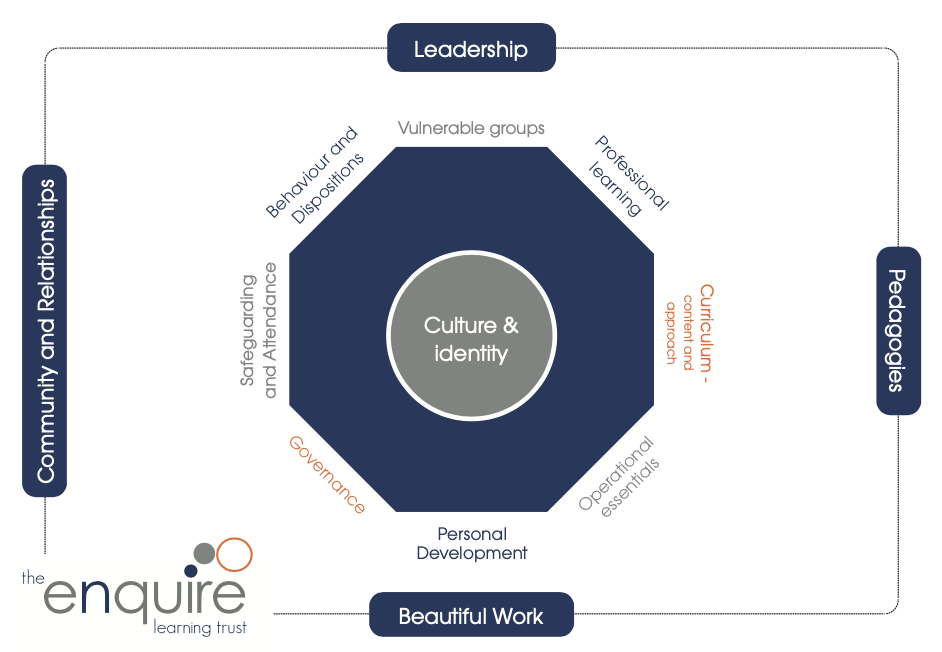 Leadership
Vulnerable groups
Behaviour and
Dispositions
Professional
learning
Community and Relationships
Safeguarding
and Attendance
Culture &
identity
Curriculum -
content and
approach
Pedagogies
Governance
Operational
essentials
Personal
Development
the
enquire
learning trust
Beautiful Work